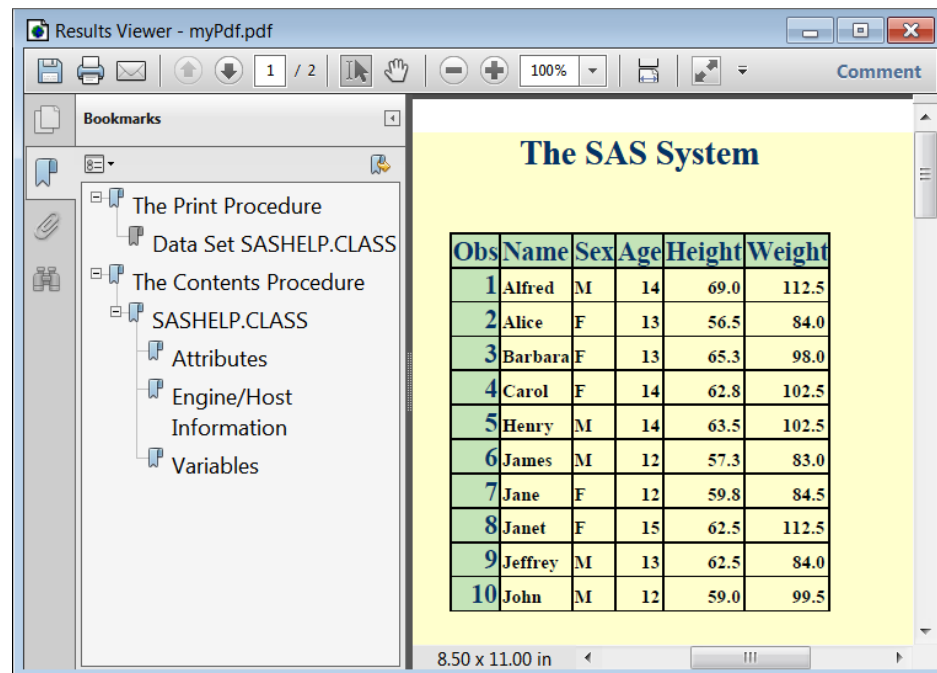 Results Viewer - myPdf.pdf
1 / 2 100% Comment
Bookmarks
The Print Procedure
Data Set SASHELP.CLASS
The Contents Procedure
SASHELP.CLASS
Attributes
Engine/Host
Information
Variables
The SAS System
Obs Name Sex Age Height Weight
1 Alfred M 14 69.0 112.5
2 Alice F 13 56.5 84.0
3 Barbara F 13 65.3 98.0
4 Carol F 14 62.8 102.5
5 Henry M 14 63.5 102.5
6 James M 12 57.3 83.0
7 Jane F 12 59.8 84.5
8 Janet F 15 62.5 112.5
9 Jeffrey M 13 62.5 84.0
10 John M 12 59.0 99.5
8.50 x 11.00 in